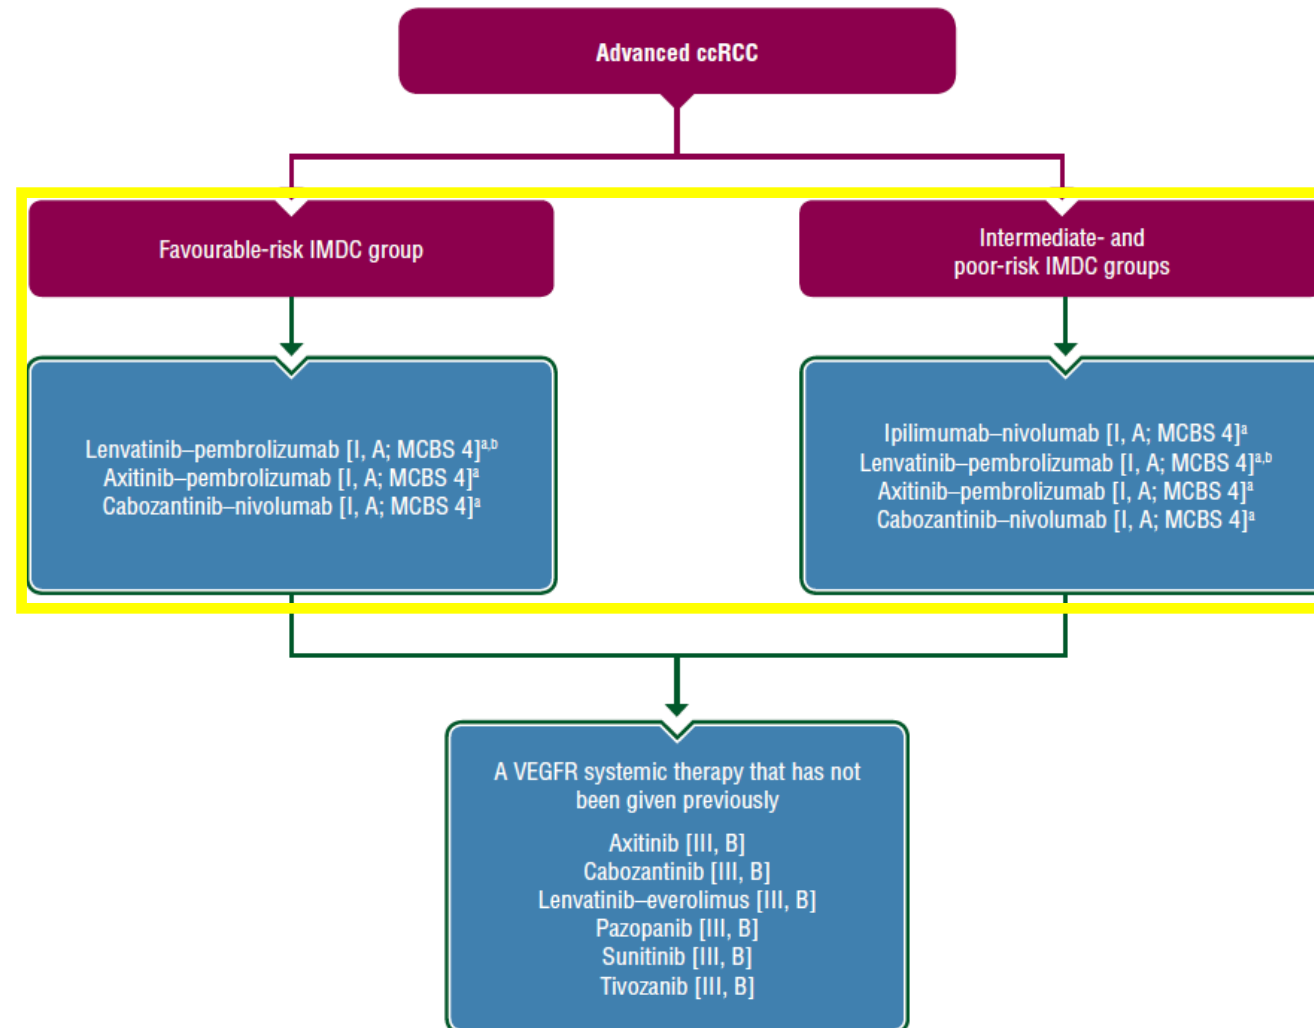 Advanced ccRCC
Favourable-risk IMDC group
Intermediate- and
poor-risk IMDC groups
Lenvatinib–pembrolizumab [I, A; MCBS 4]a,b
Axitinib–pembrolizumab [I, A; MCBS 4]a
Cabozantinib–nivolumab [I, A; MCBS 4]a
Ipilimumab–nivolumab [I, A; MCBS 4]a
Lenvatinib–pembrolizumab [I, A; MCBS 4]a,b
Axitinib–pembrolizumab [I, A; MCBS 4]a
Cabozantinib–nivolumab [I, A; MCBS 4]a
A VEGFR systemic therapy that has not
been given previously
Axitinib [III, B]
Cabozantinib [III, B]
Lenvatinib–everolimus [III, B]
Pazopanib [III, B]
Sunitinib [III, B]
Tivozanib [III, B]